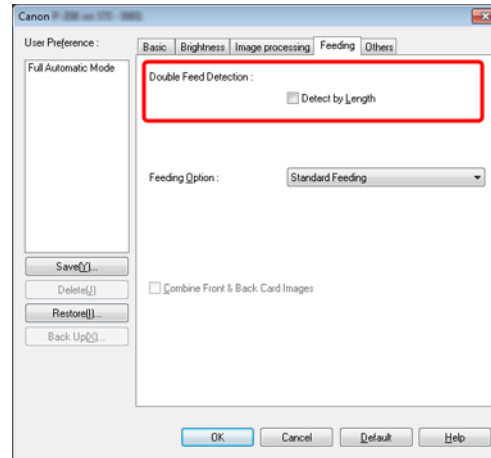 Canon
User Preference :
Full Automatic Mode
Save(Y)...
Delete(J)
Restore(I)...
Back Up(X)...
Basic Brightness Image processing Feeding Others
Double Feed Detection :
Detect by Length
Feeding Option : Standard Feeding
Combine Front & Back Card Images
OK Cancel Default Help